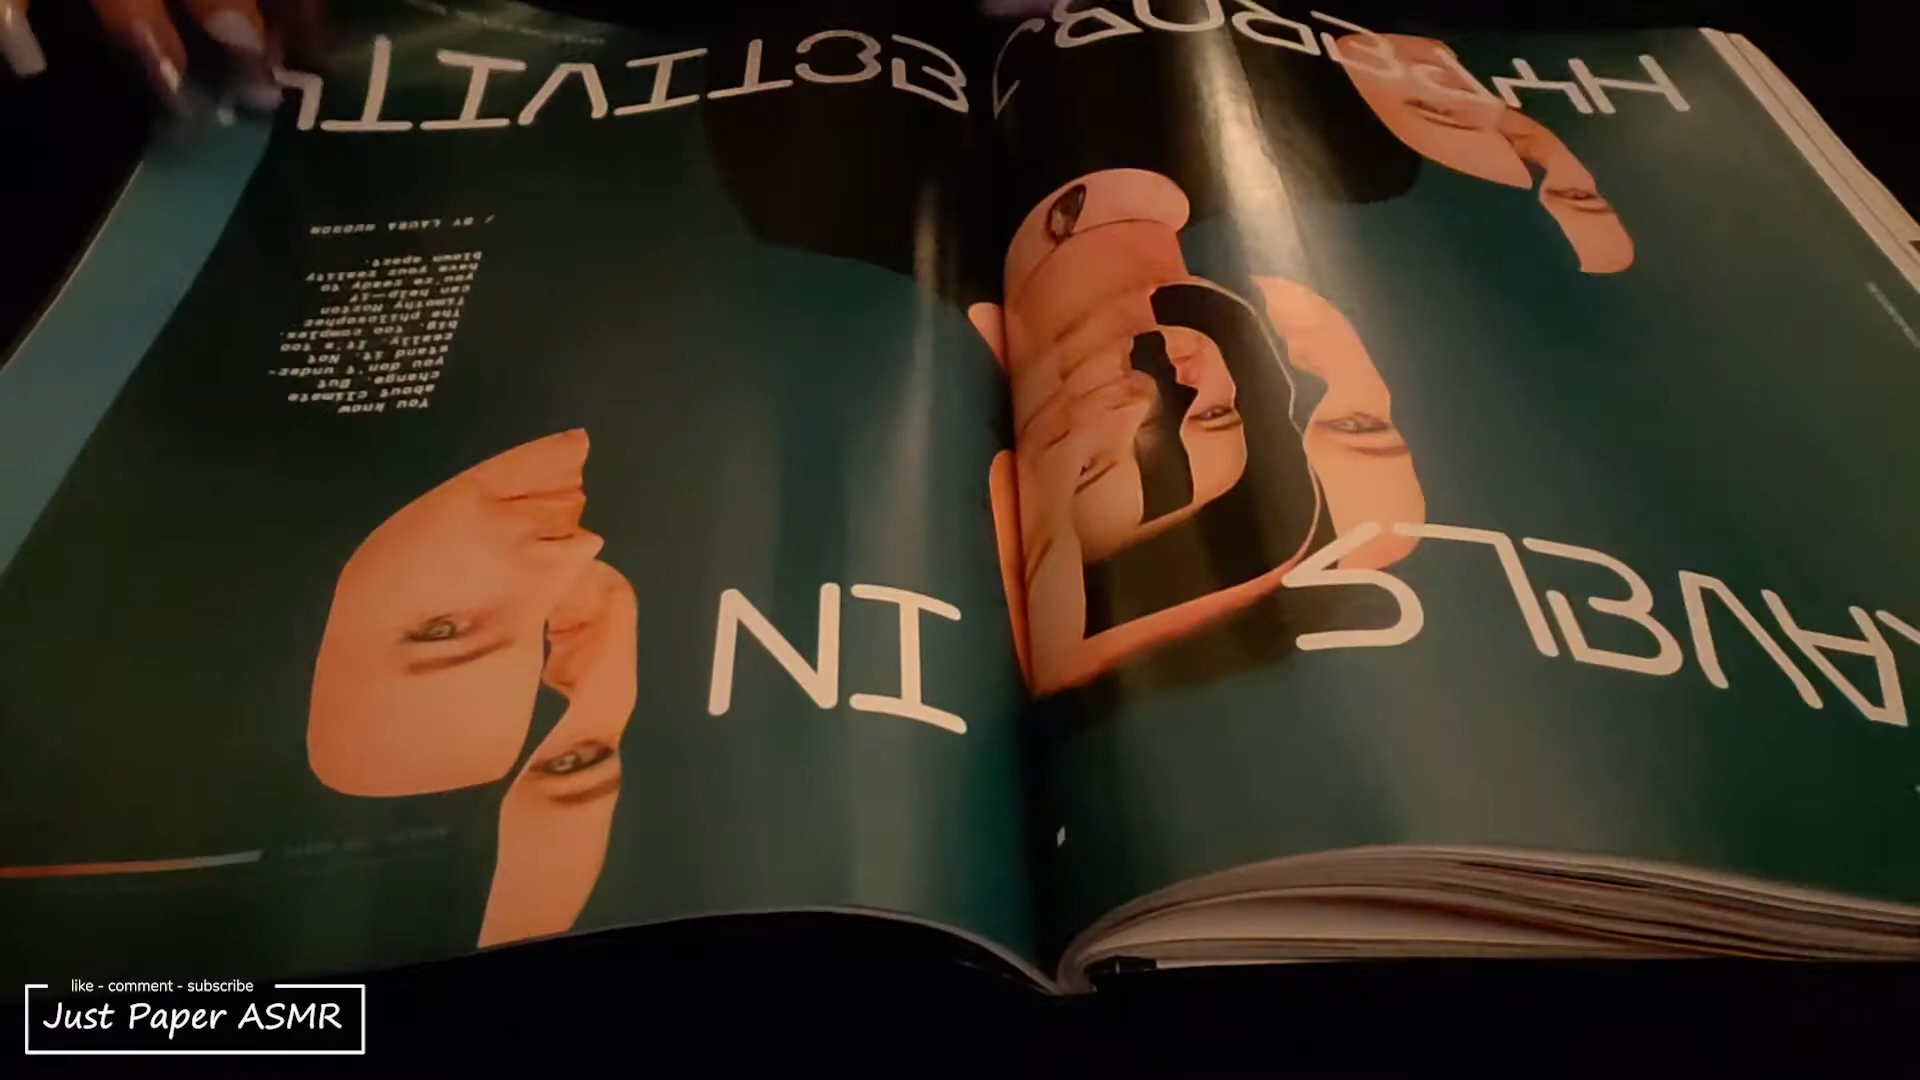 AVELS IN
You know
about climate
change. But
you don't under-
stand it. Not
really. It's too
big, too complex.
The philosopher
Timothy Morton
can help—if
you're ready to
have your reality
blown apart.
/ BY LAURA HUDSON
HYPEROBJECTIVITY
like - comment - subscribe
Just Paper ASMR